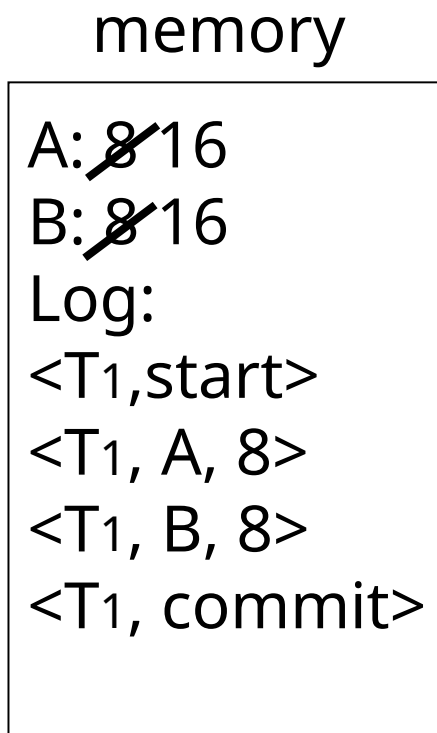 memory
A: 8 16
B: 8 16
Log:
<T1,start>
<T1, A, 8>
<T1, B, 8>
<T1, commit>